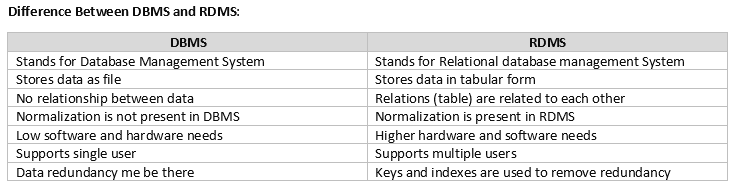 Difference Between DBMS and RDMS:
DBMS RDMS
Stands for Database Management System Stands for Relational database management System
Stores data as file Stores data in tabular form
No relationship between data Relations (table) are related to each other
Normalization is not present in DBMS Normalization is present in RDMS
Low software and hardware needs Higher hardware and software needs
Supports single user Supports multiple users
Data redundancy me be there Keys and indexes are used to remove redundancy